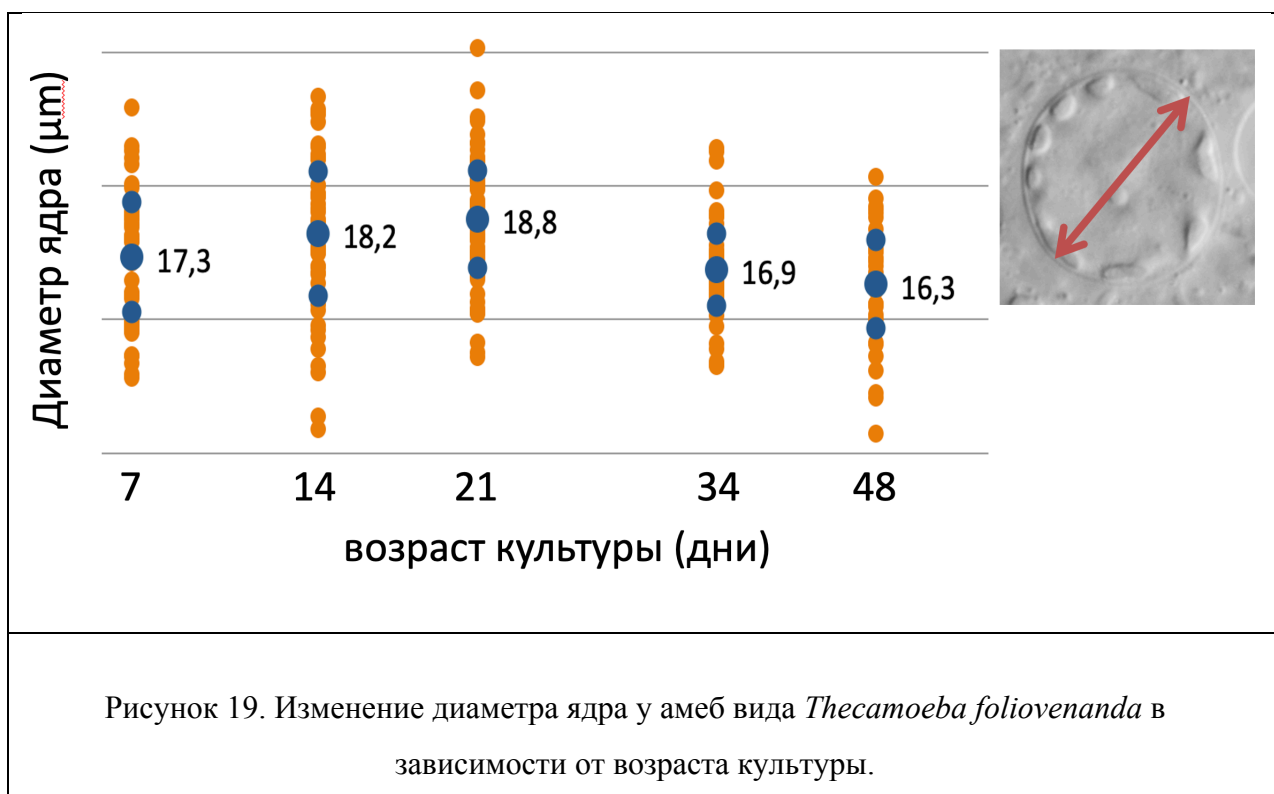 Диаметр ядра (µm)
17,3
18,2
18,8
16,9
16,3
7 14 21 34 48
возраст культуры (дни)
Рисунок 19. Изменение диаметра ядра у амеб вида Thecamoeba foliovenanda в
зависимости от возраста культуры.